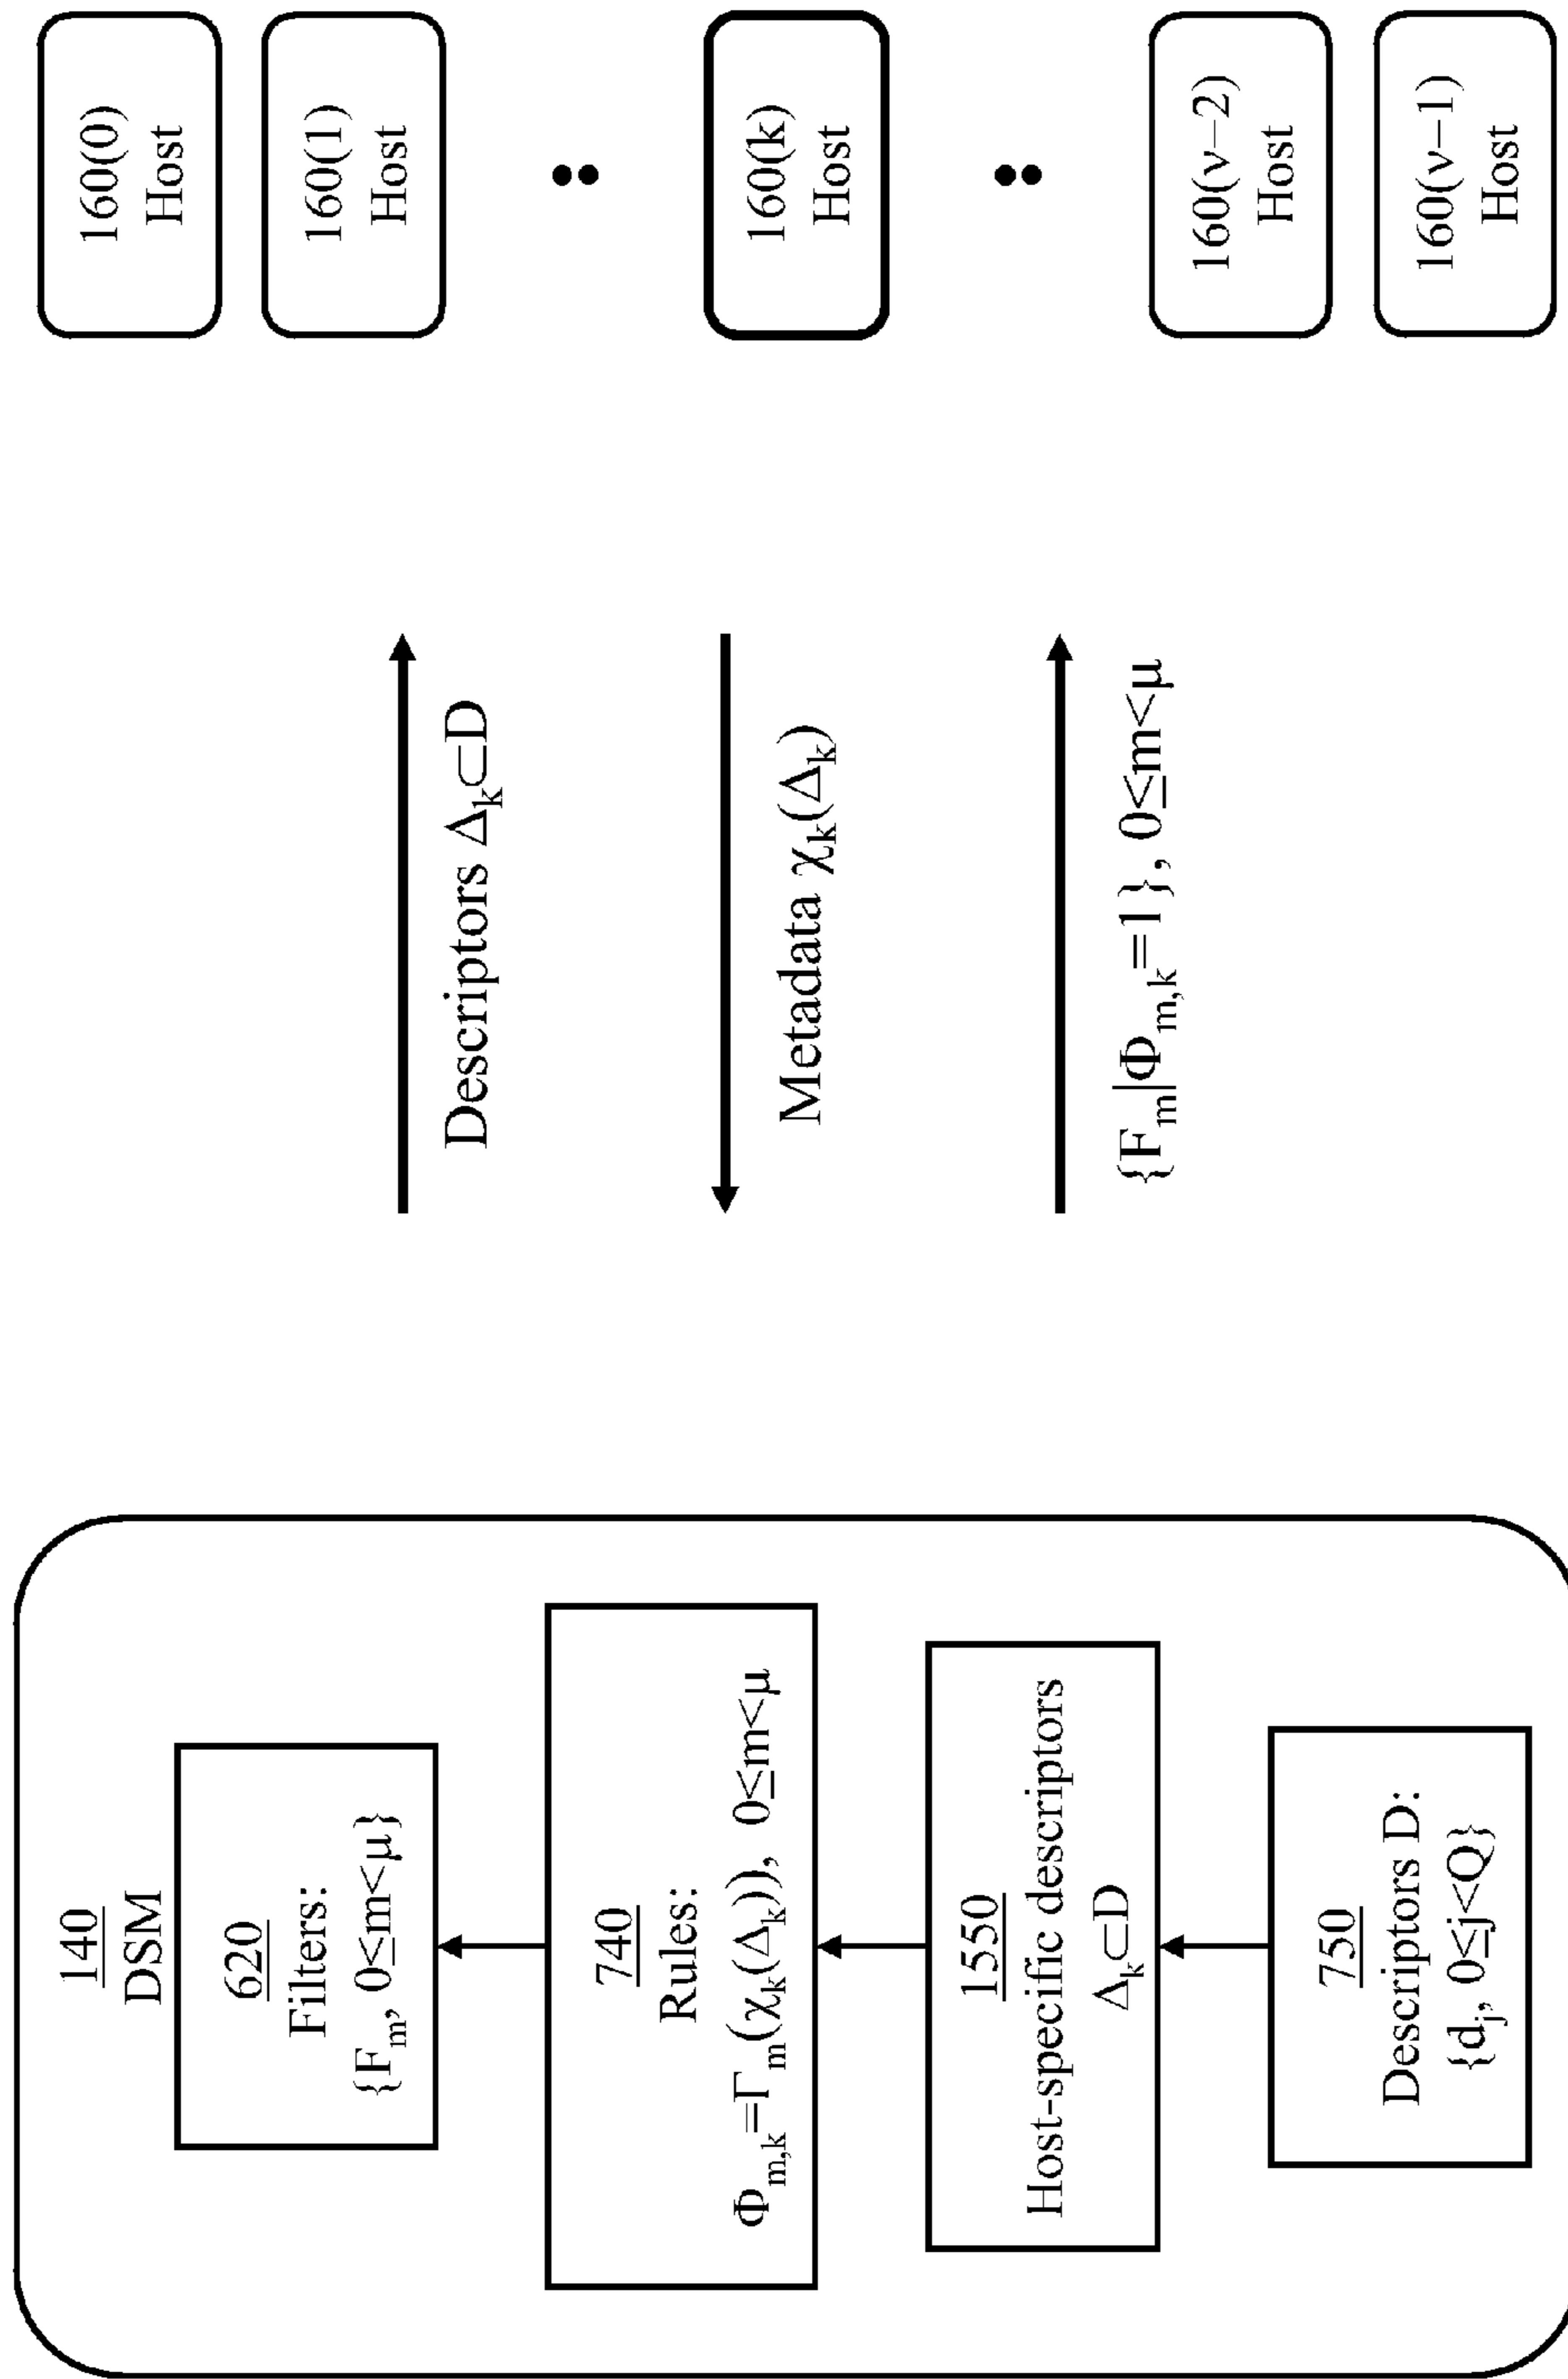 140
DSM
620
Filters:
{Fₘ, 0≤m<μ}
740
Rules:
Φₘ,ₖ=Γₘ(χₖ(Δₖ)), 0≤m<μ
1550
Host-specific descriptors
Δₖ⊂D
750
Descriptors D:
{dⱼ, 0≤j<Q}
Descriptors Δₖ⊂D
Metadata χₖ(Δₖ)
{Fₘ|Φₘ,ₖ=1}, 0≤m<μ
160(0)
Host
160(1)
Host
160(k)
Host
160(ν−2)
Host
160(ν−1)
Host